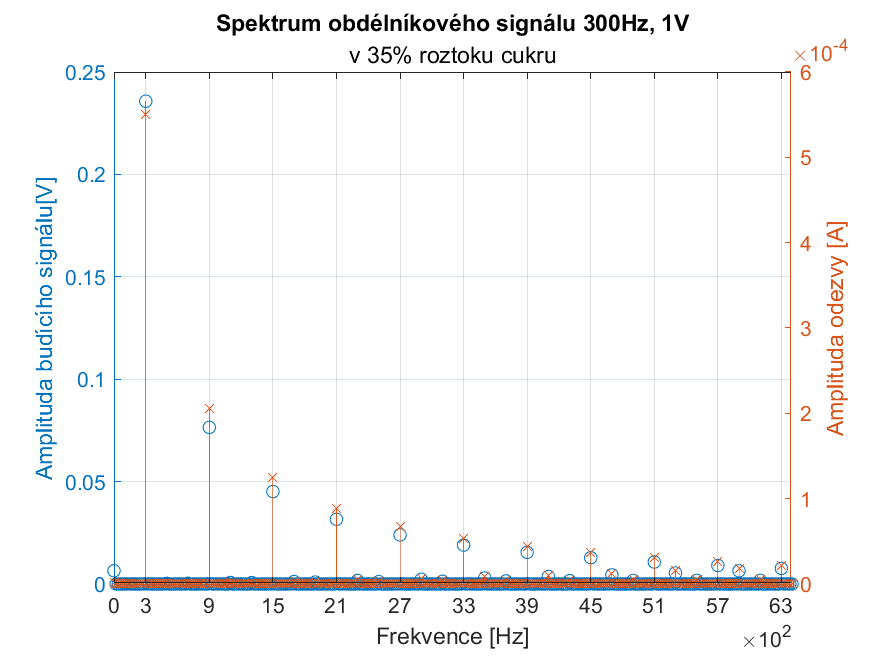 Spektrum obdélníkového signálu 300Hz, 1V
v 35% roztoku cukru
×10-4
0.25
0.2
0.15
0.1
0.05
0
Amplituda budícího signálu[V]
6
5
4
3
2
1
0
Amplituda odezvy [A]
0 3 9 15 21 27 33 39 45 51 57 63
Frekvence [Hz]
×102